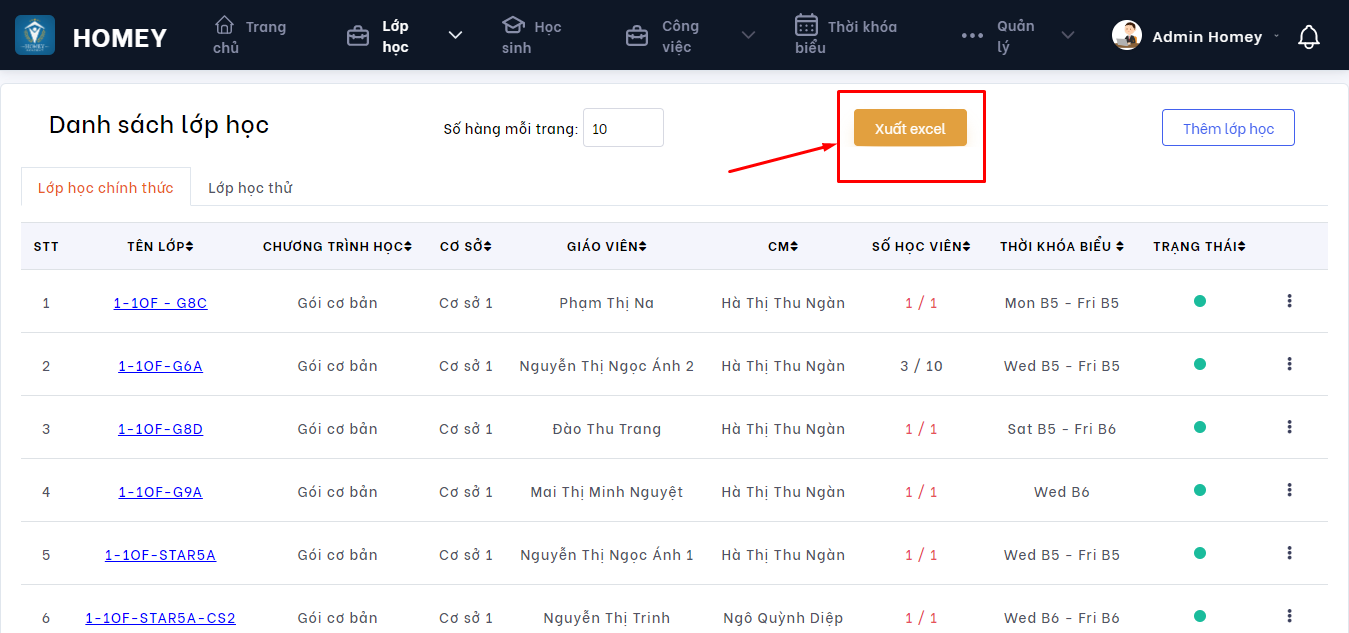 HOMEY
Trang
chủ
Lớp
học
Học
sinh
Công
việc
Thời khóa
biểu
Quản
lý
Admin Homey
Danh sách lớp học
Số hàng mỗi trang: 10
Xuất excel
Thêm lớp học
Lớp học chính thức
Lớp học thử
STT TÊN LỚP CHƯƠNG TRÌNH HỌC CƠ SỞ GIÁO VIÊN CM SỐ HỌC VIÊN THỜI KHÓA BIỂU TRẠNG THÁI
1 1-1OF - G8C Gói cơ bản Cơ sở 1 Phạm Thị Na Hà Thị Thu Ngàn 1 / 1 Mon B5 - Fri B5
2 1-1OF-G6A Gói cơ bản Cơ sở 1 Nguyễn Thị Ngọc Ánh 2 Hà Thị Thu Ngàn 3 / 10 Wed B5 - Fri B5
3 1-1OF-G8D Gói cơ bản Cơ sở 1 Đào Thu Trang Hà Thị Thu Ngàn 1 / 1 Sat B5 - Fri B6
4 1-1OF-G9A Gói cơ bản Cơ sở 1 Mai Thị Minh Nguyệt Hà Thị Thu Ngàn 1 / 1 Wed B6
5 1-1OF-STAR5A Gói cơ bản Cơ sở 1 Nguyễn Thị Ngọc Ánh 1 Hà Thị Thu Ngàn 1 / 1 Wed B5 - Fri B5
6 1-1OF-STAR5A-CS2 Gói cơ bản Cơ sở 1 Nguyễn Thị Trinh Ngô Quỳnh Diệp 1 / 1 Wed B6 - Fri B6